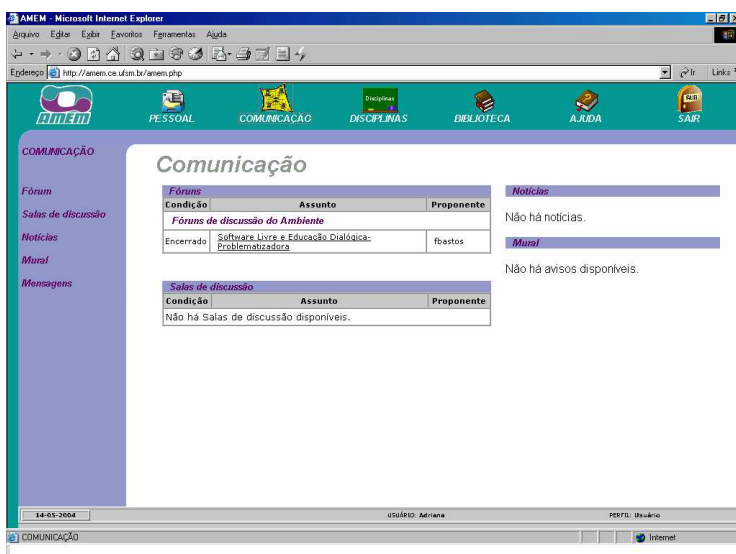 AMEM - Microsoft Internet Explorer
Arquivo Editar Exibir Favoritos Ferramentas Ajuda
Endereço http://amem.ce.ufsm.br/amem.php Ir Links
AMEM PESSOAL COMUNICAÇÃO Disciplinas DISCIPLINAS BIBLIOTECA AJUDA SAIR
COMUNICAÇÃO
Fórum
Salas de discussão
Notícias
Mural
Mensagens
Comunicação
Fóruns
Condição Assunto Proponente
Fóruns de discussão do Ambiente
Encerrado Software Livre e Educação Dialógica- fbastos
Problematizadora
Salas de discussão
Condição Assunto Proponente
Não há Salas de discussão disponíveis.
Notícias
Não há notícias.
Mural
Não há avisos disponíveis.
14-05-2004 USUÁRIO: Adriana PERFIL: Usuário
COMUNICAÇÃO Internet